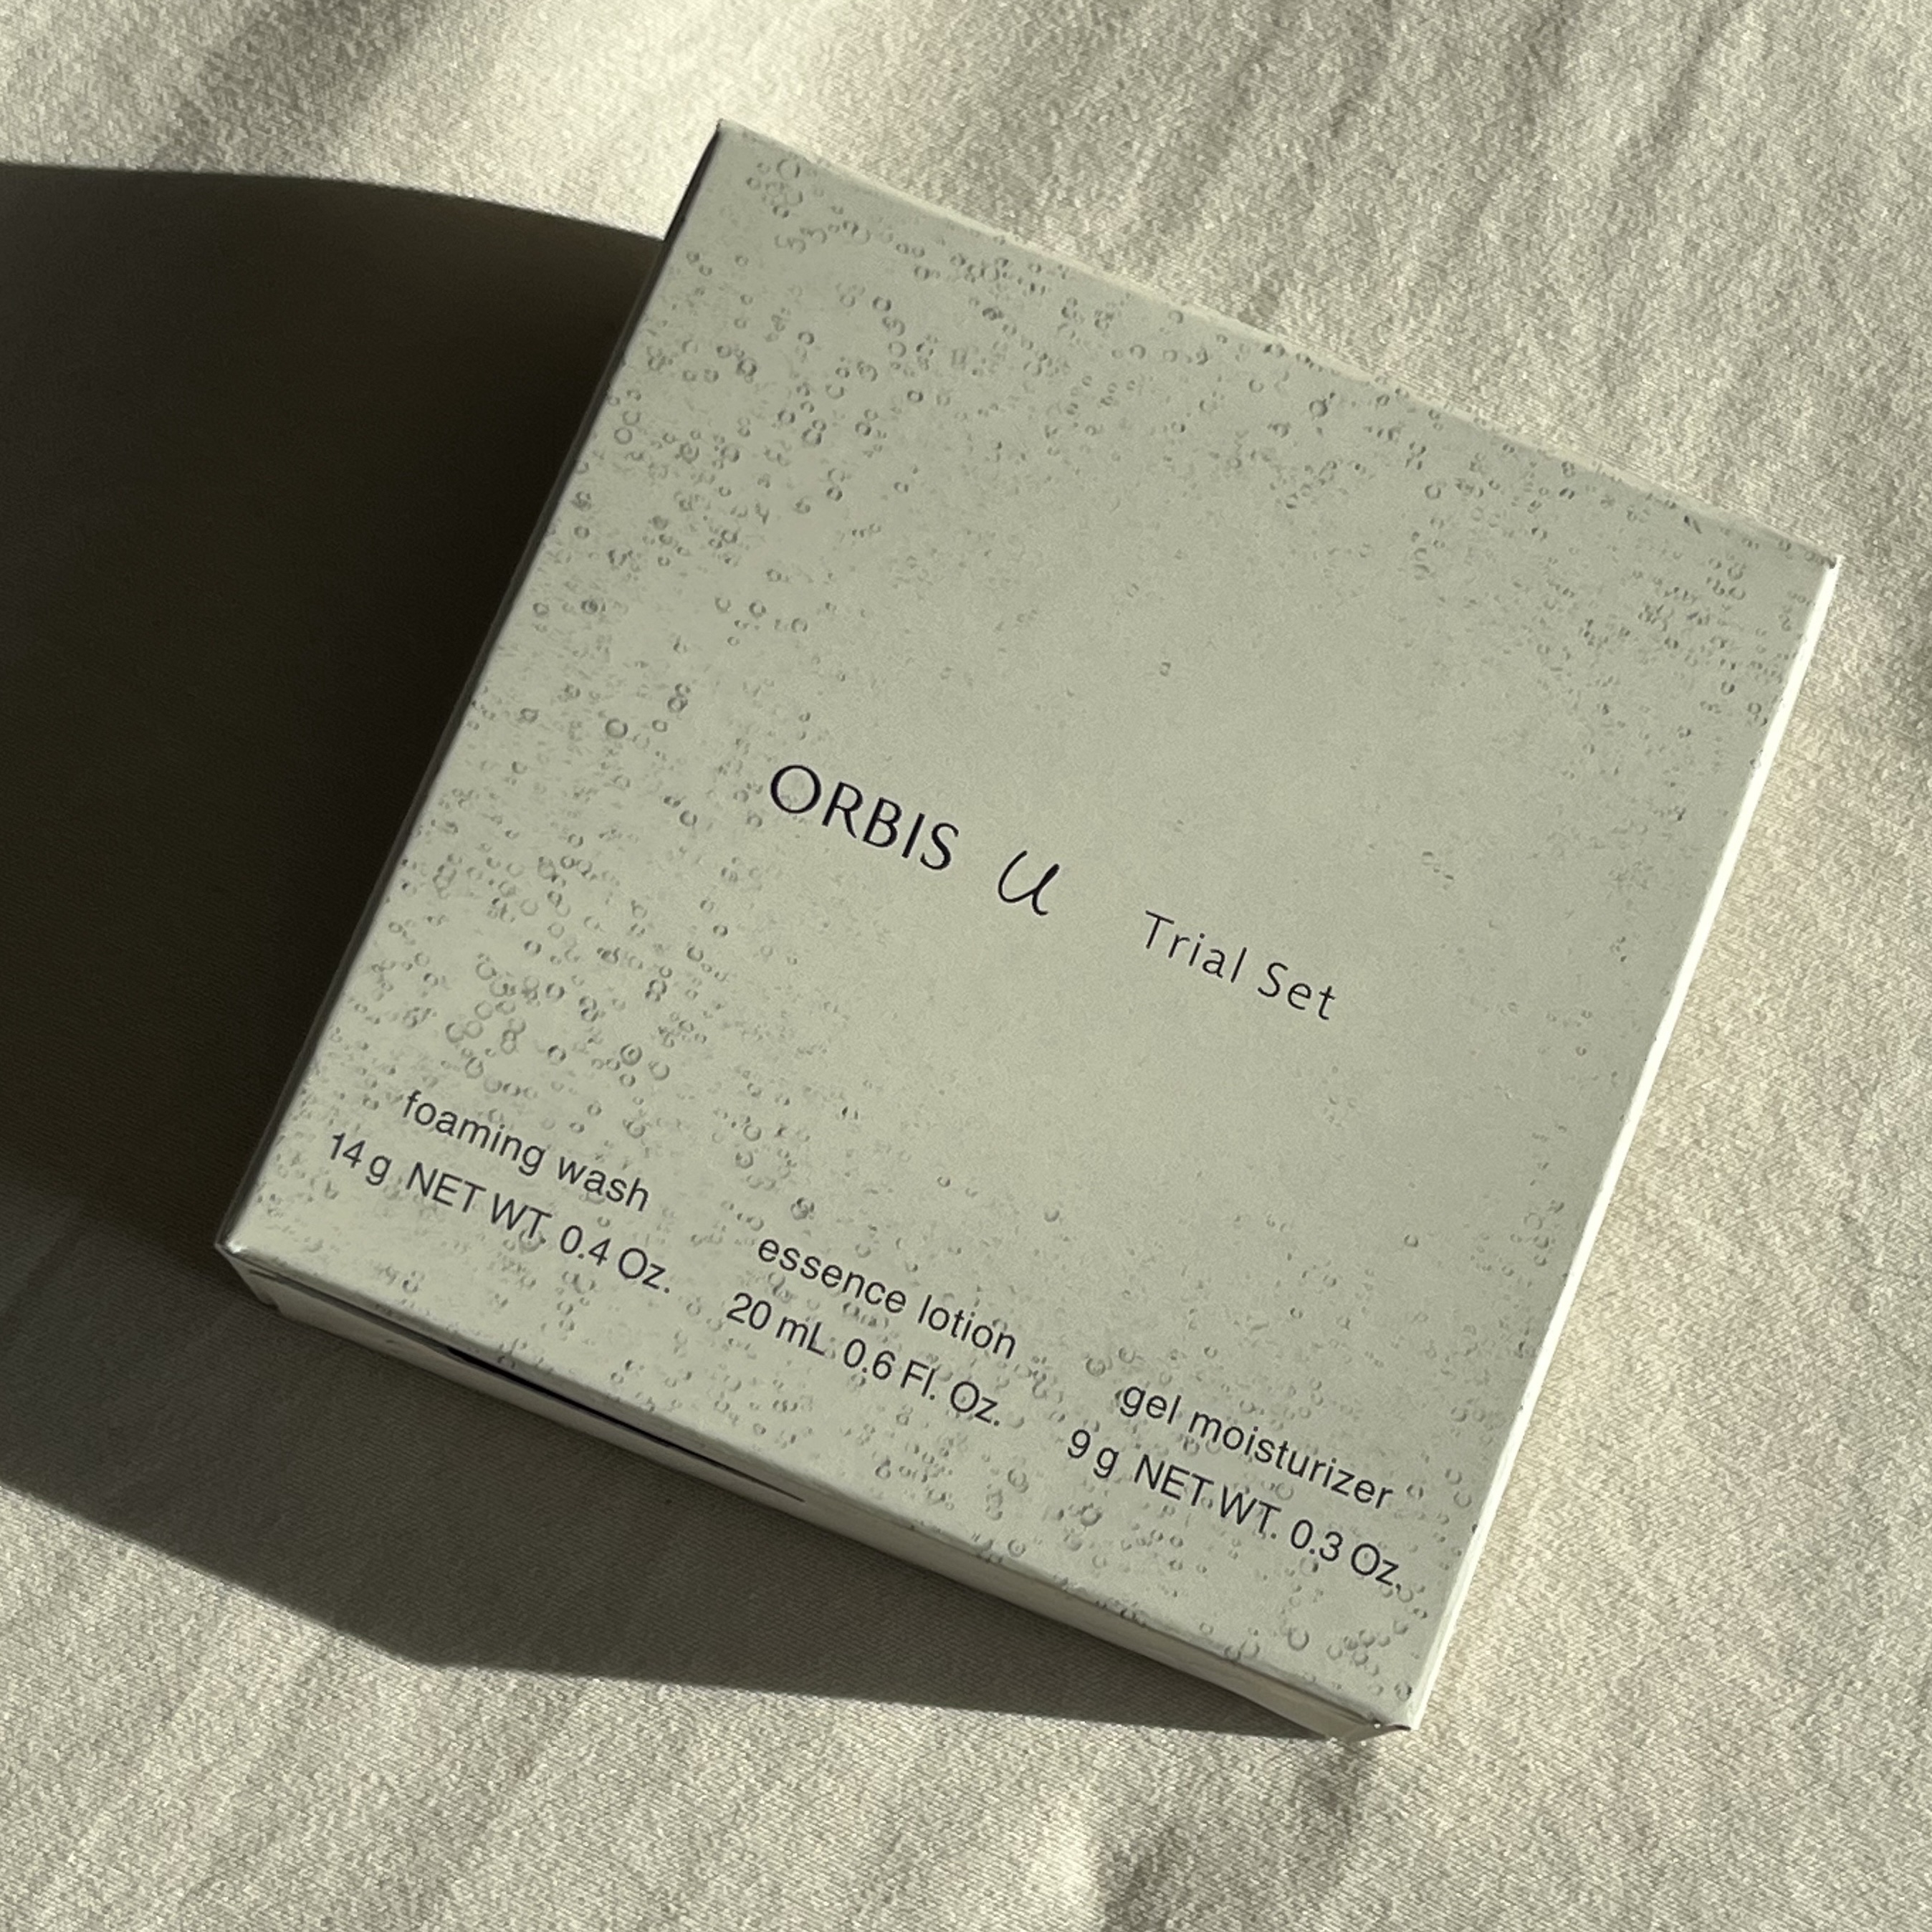 ORBIS u Trial Set
foaming wash
14 g NET WT. 0.4 Oz.
essence lotion
20 mL 0.6 Fl. Oz.
gel moisturizer
9 g NET WT. 0.3 Oz.